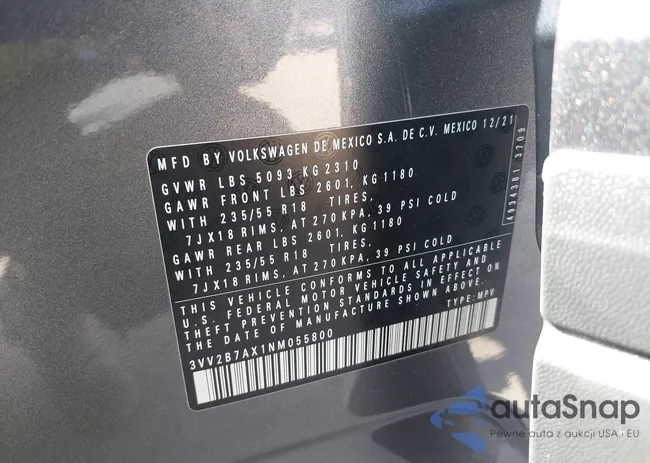 MFD BY VOLKSWAGEN DE MEXICO S.A. DE C.V. MEXICO 12/21
GVWR LBS 5093 KG 2310
GAWR FRONT LBS 2601, KG 1180
WITH 235/55 R18 TIRES,
7JX18 RIMS, AT 270 KPA, 39 PSI COLD
GAWR REAR LBS 2601, KG 1180
WITH 235/55 R18 TIRES,
7JX18 RIMS, AT 270 KPA, 39 PSI COLD
THIS VEHICLE CONFORMS TO ALL APPLICABLE
U.S. FEDERAL MOTOR VEHICLE SAFETY AND
THEFT PREVENTION STANDARDS IN EFFECT ON
THE DATE OF MANUFACTURE SHOWN ABOVE.
TYPE: MPV
3VV2B7AX1NM055800
4934381 3709
autaSnap
Pewne auta z aukcji USA i EU